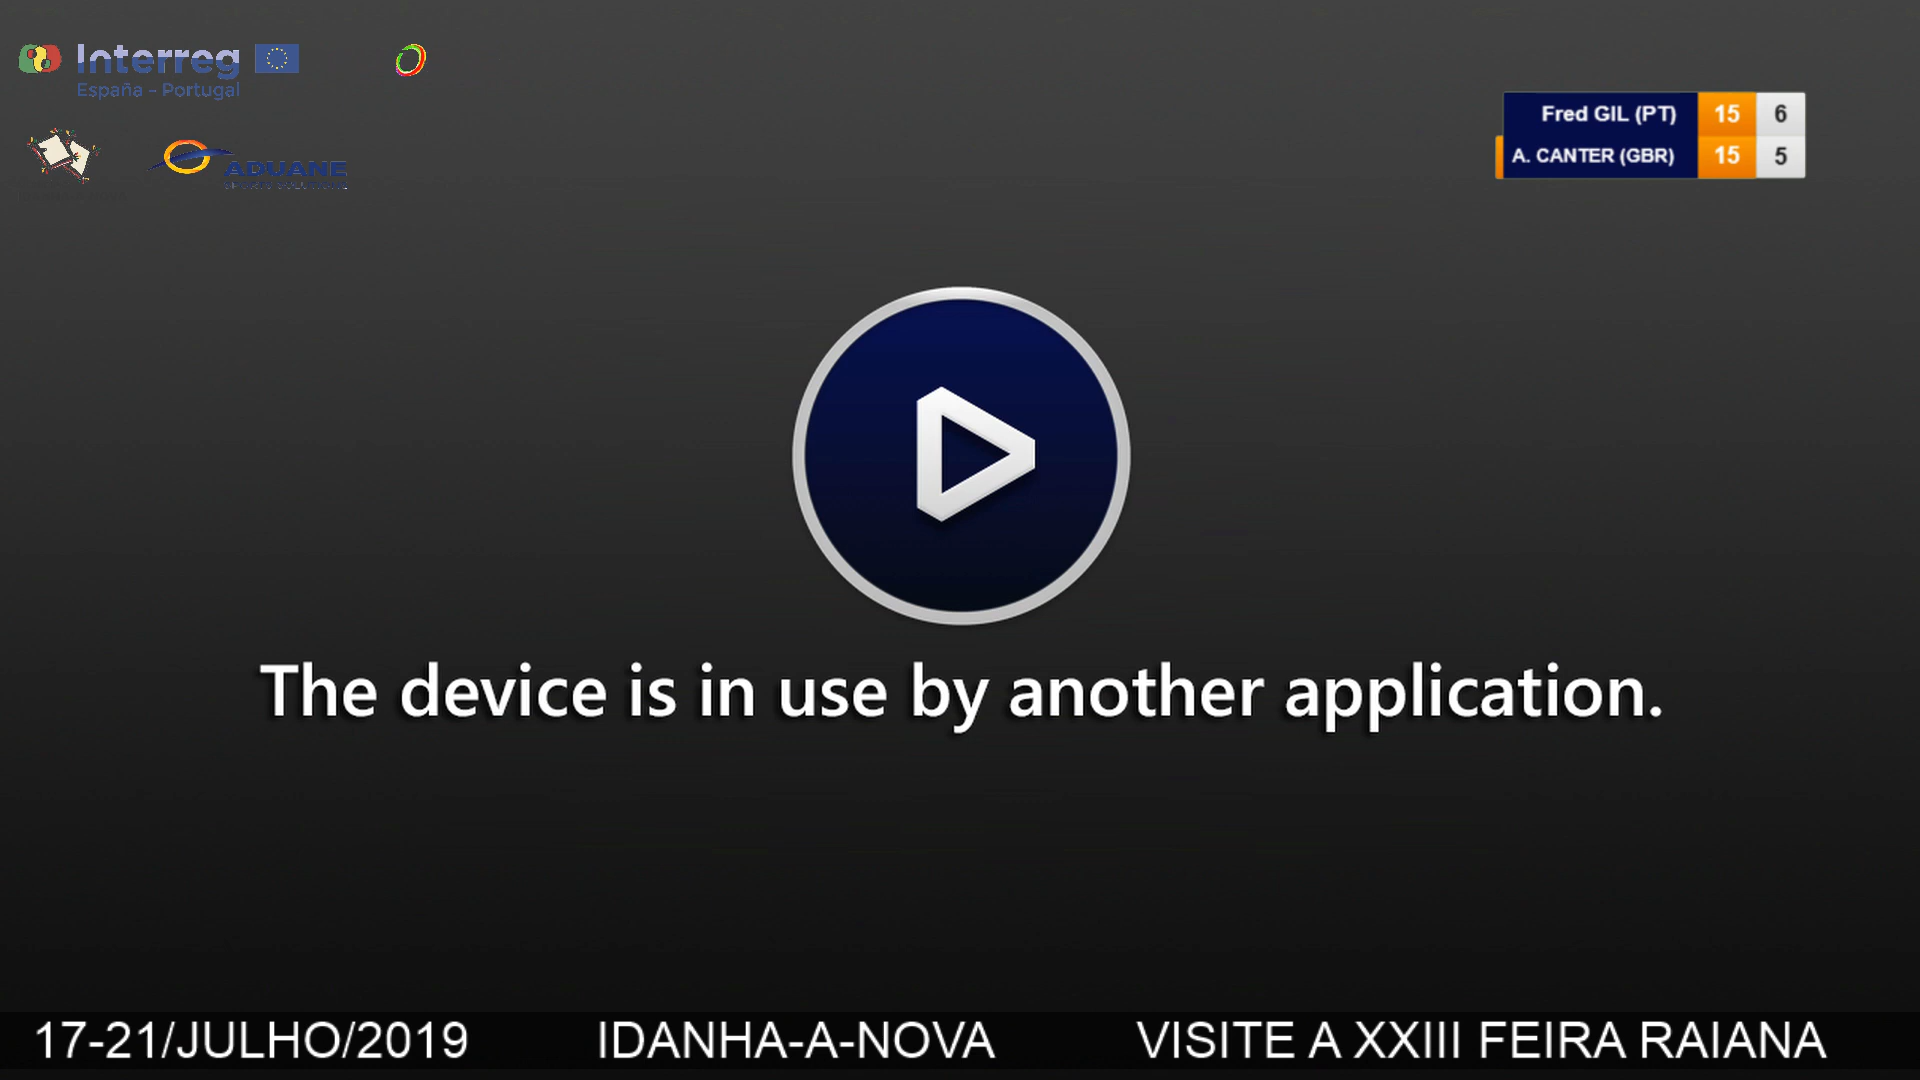 Interreg
España - Portugal
ADUANE
Fred GIL (PT) 15 6
A. CANTER (GBR) 15 5
The device is in use by another application.
17-21/JULHO/2019 IDANHA-A-NOVA VISITE A XXIII FEIRA RAIANA